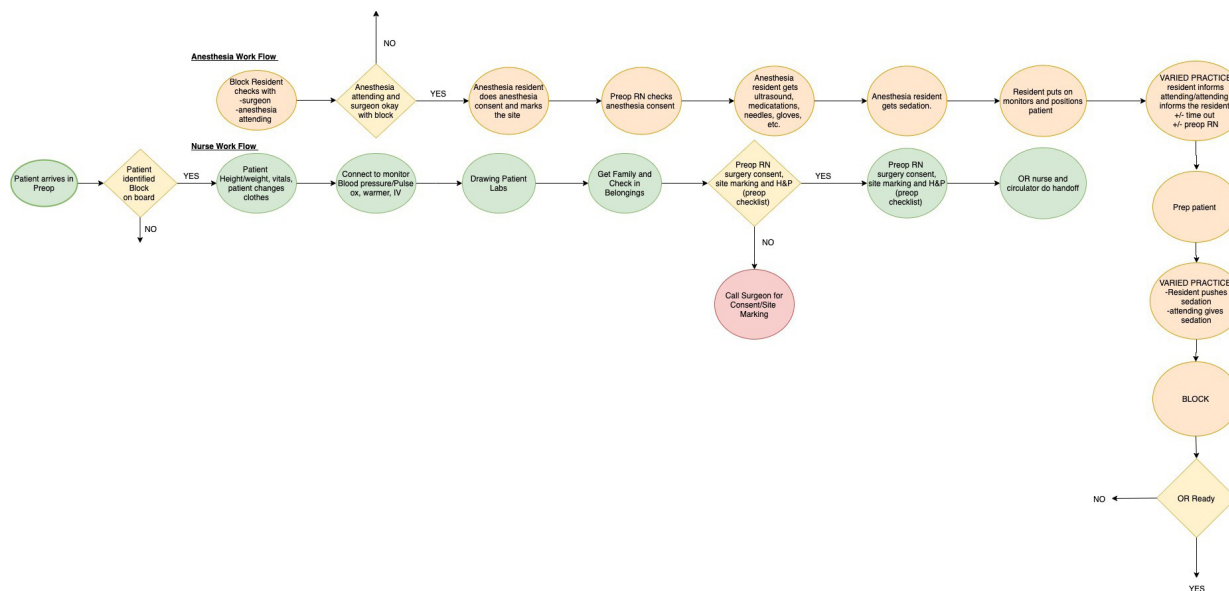 NO
Anesthesia Work Flow
Block Resident
checks with
-surgeon
-anesthesia
attending
Anesthesia
attending and
surgeon okay
with block
YES
Anesthesia resident
does anesthesia
consent and marks
the site
Preop RN checks
anesthesia consent
Anesthesia
resident gets
ultrasound,
medicatations,
needles, gloves,
etc.
Anesthesia resident
gets sedation.
Resident puts on
monitors and positions
patient
VARIED PRACTICE
resident informs
attending/attending
informs the resident
+/- time out
+/- preop RN
Nurse Work Flow
Patient arrives in
Preop
Patient
identified
Block
on board
YES
NO
Patient
Height/weight, vitals,
patient changes
clothes
Connect to monitor
Blood pressure/Pulse
ox, warmer, IV
Drawing Patient
Labs
Get Family and
Check in
Belongings
Preop RN
surgery consent,
site marking and H&P
(preop
checklist)
YES
NO
Preop RN
surgery consent,
site marking and H&P
(preop
checklist)
OR nurse and
circulator do handoff
Call Surgeon for
Consent/Site
Marking
Prep patient
VARIED PRACTICE
-Resident pushes
sedation
-attending gives
sedation
BLOCK
OR Ready
NO
YES